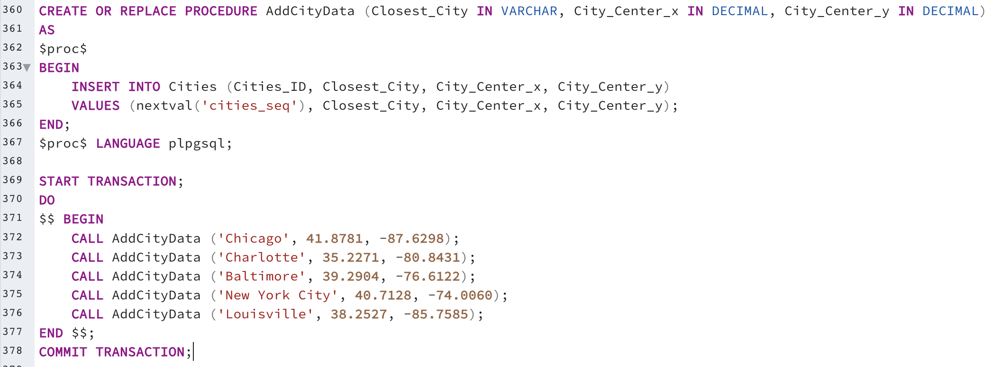 360 CREATE OR REPLACE PROCEDURE AddCityData (Closest_City IN VARCHAR, City_Center_x IN DECIMAL, City_Center_y IN DECIMAL)
361 AS
362 $proc$
363 BEGIN
364     INSERT INTO Cities (Cities_ID, Closest_City, City_Center_x, City_Center_y)
365     VALUES (nextval('cities_seq'), Closest_City, City_Center_x, City_Center_y);
366 END;
367 $proc$ LANGUAGE plpgsql;
368
369 START TRANSACTION;
370 DO
371 $$ BEGIN
372     CALL AddCityData ('Chicago', 41.8781, -87.6298);
373     CALL AddCityData ('Charlotte', 35.2271, -80.8431);
374     CALL AddCityData ('Baltimore', 39.2904, -76.6122);
375     CALL AddCityData ('New York City', 40.7128, -74.0060);
376     CALL AddCityData ('Louisville', 38.2527, -85.7585);
377 END $$;
378 COMMIT TRANSACTION;